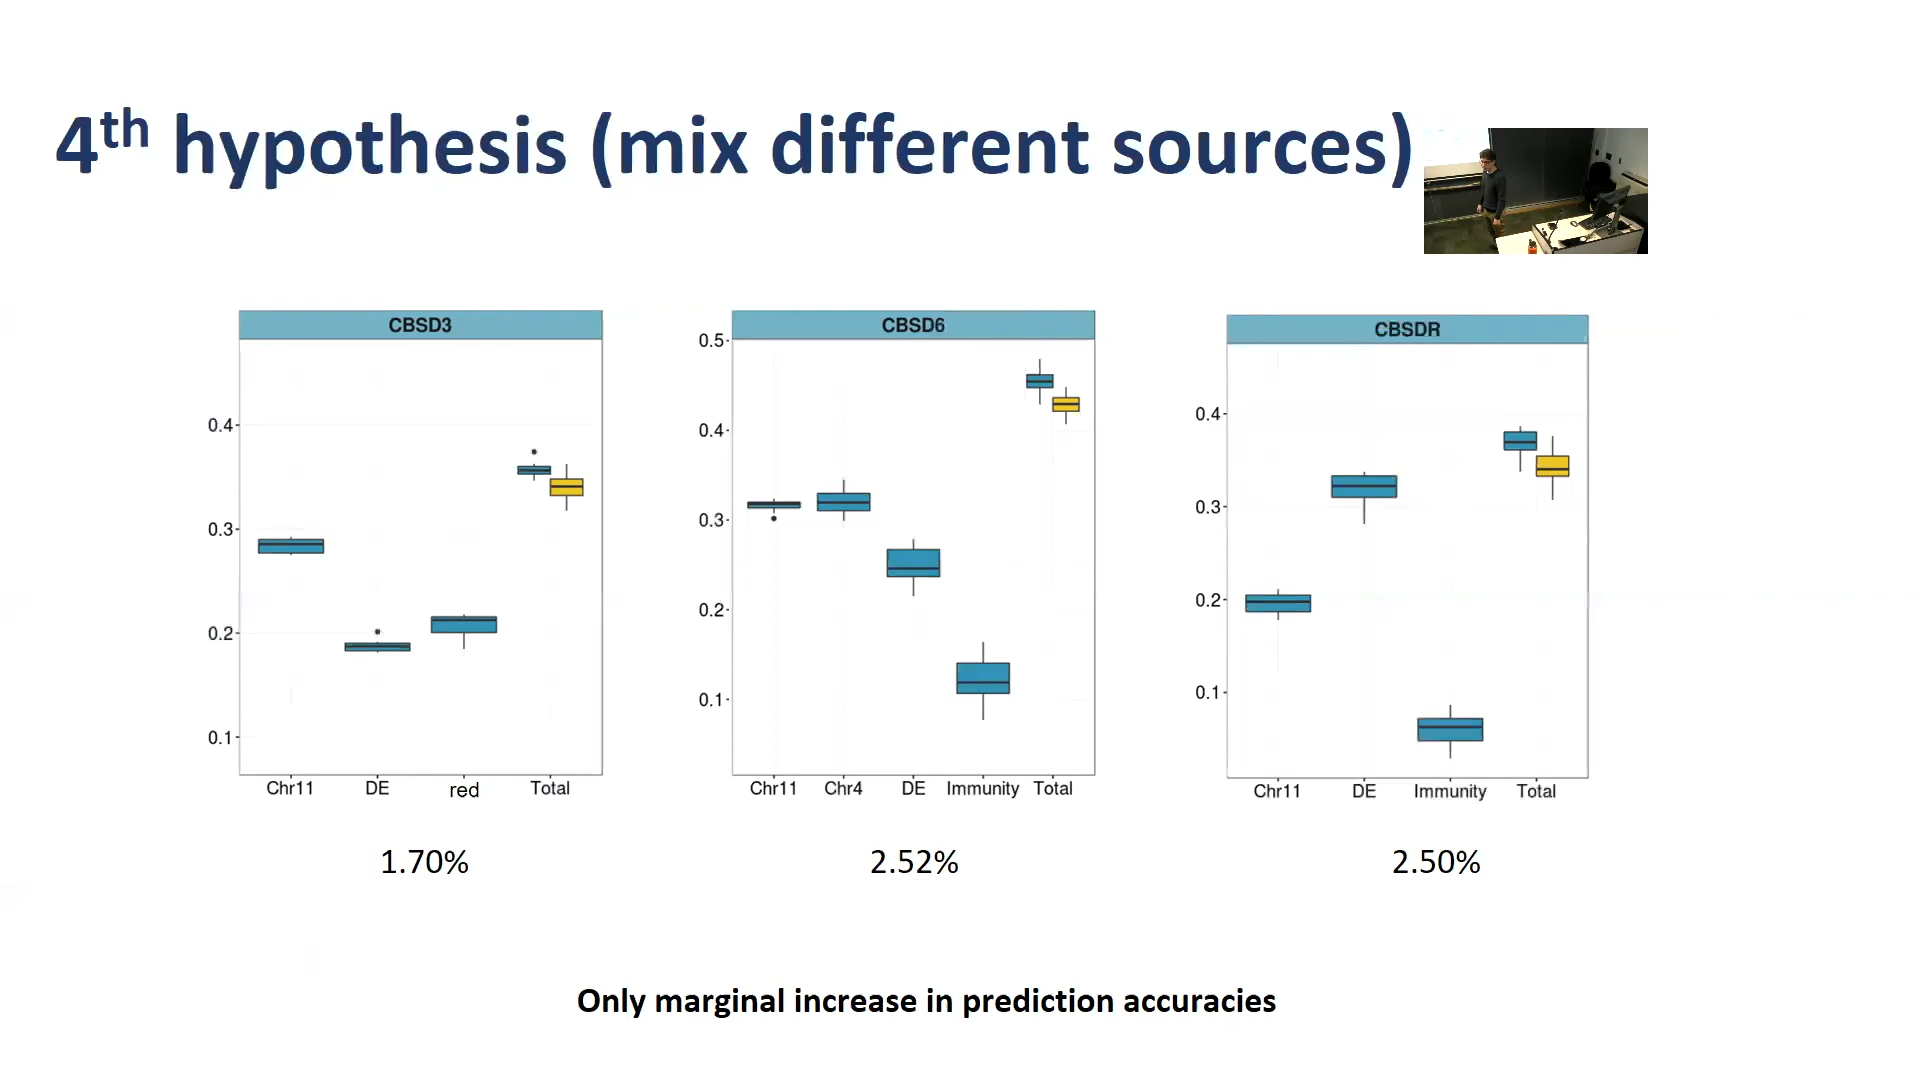 4th hypothesis (mix different sources)
CBSD3
0.4
0.3
0.2
0.1
Chr11 DE red Total
1.70%
CBSD6
0.5
0.4
0.3
0.2
0.1
Chr11 Chr4 DE Immunity Total
2.52%
CBSDR
0.4
0.3
0.2
0.1
Chr11 DE Immunity Total
2.50%
Only marginal increase in prediction accuracies